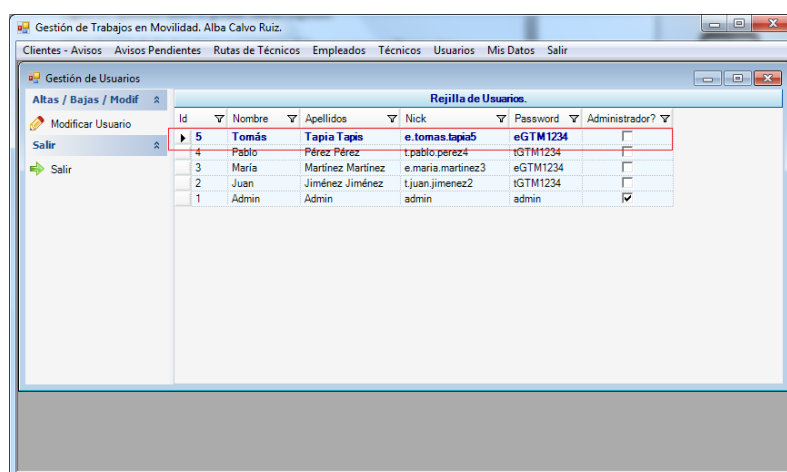 Gestión de Trabajos en Movilidad. Alba Calvo Ruiz.
Clientes - Avisos Avisos Pendientes Rutas de Técnicos Empleados Técnicos Usuarios Mis Datos Salir
Gestión de Usuarios
Altas / Bajas / Modif
Modificar Usuario
Salir
Salir
Rejilla de Usuarios.
Id Nombre Apellidos Nick Password Administrador?
5 Tomás Tapia Tapis e.tomas.tapia5 eGTM1234
4 Pablo Pérez Pérez t.pablo.perez4 tGTM1234
3 María Martínez Martínez e.maria.martinez3 eGTM1234
2 Juan Jiménez Jiménez t.juan.jimenez2 tGTM1234
1 Admin Admin admin admin